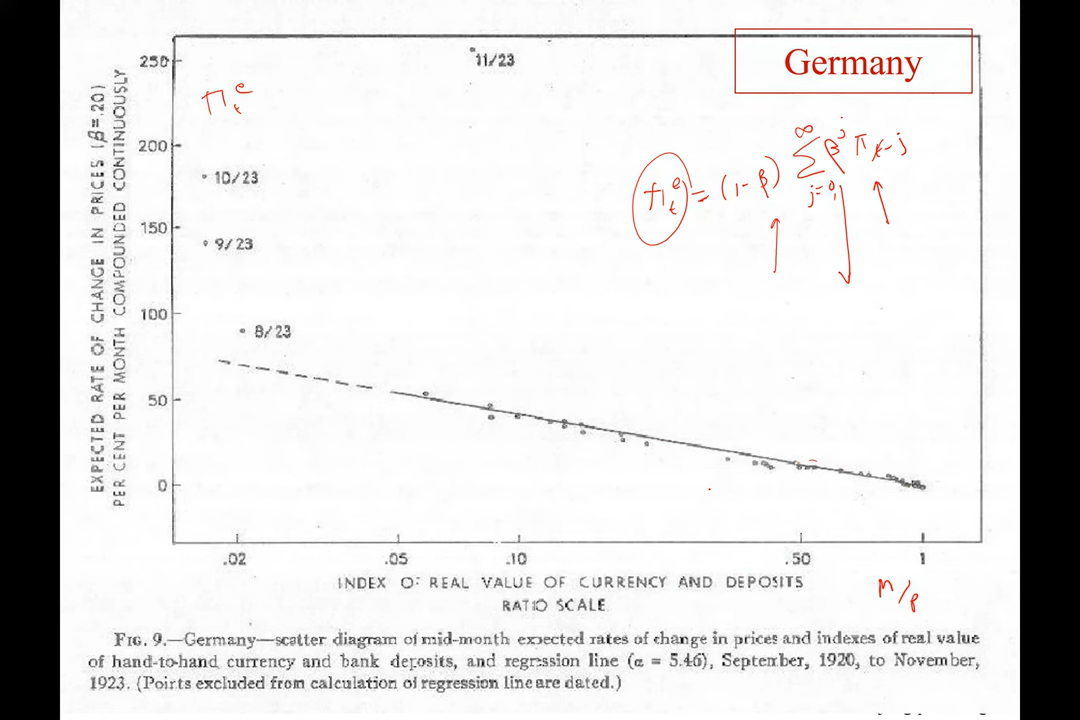 Germany
EXPECTED RATE OF CHANGE IN PRICES (β=.20)
PER CENT PER MONTH COMPOUNDED CONTINUOUSLY
250
200
150
100
50
0
11/23
10/23
9/23
8/23
π_t^e
π_t^e = (1-β) ∑_{j=0}^{∞} β^j π_{t-j}
.02 .05 .10 .50 1
INDEX OF REAL VALUE OF CURRENCY AND DEPOSITS
RATIO SCALE
M/P
FIG. 9.—Germany—scatter diagram of mid-month expected rates of change in prices and indexes of real value
of hand-to-hand currency and bank deposits, and regression line (α = 5.46), September, 1920, to November,
1923. (Points excluded from calculation of regression line are dated.)